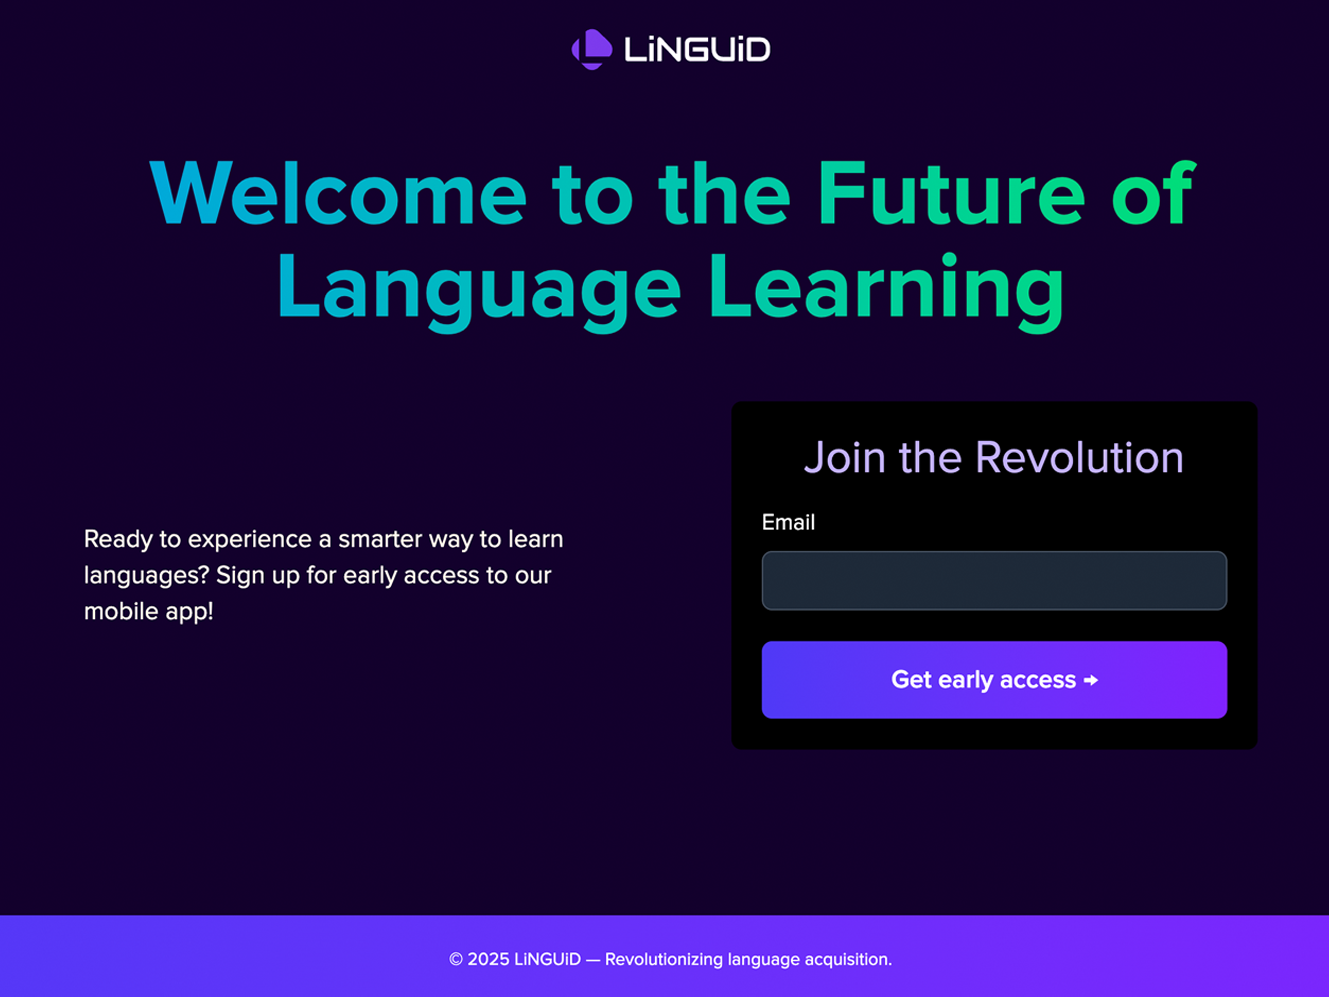 LiNGUiD
Welcome to the Future of
Language Learning
Ready to experience a smarter way to learn
languages? Sign up for early access to our
mobile app!
Join the Revolution
Email
Get early access →
© 2025 LiNGUiD — Revolutionizing language acquisition.